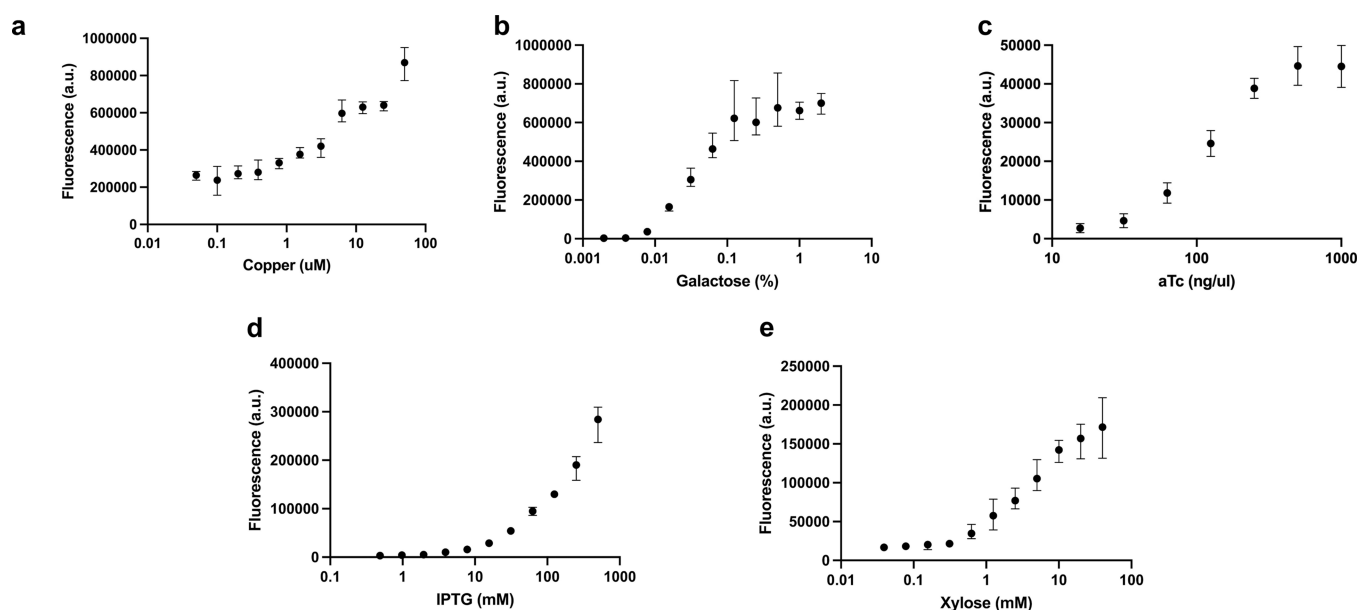 a
1000000
800000
600000
400000
200000
0
Fluorescence (a.u.)
0.01 0.1 1 10 100
Copper (uM)
b
1000000
800000
600000
400000
200000
0
Fluorescence (a.u.)
0.001 0.01 0.1 1 10
Galactose (%)
c
50000
40000
30000
20000
10000
0
Fluorescence (a.u.)
10 100 1000
aTc (ng/ul)
d
400000
300000
200000
100000
0
Fluorescence (a.u.)
0.1 1 10 100 1000
IPTG (mM)
e
250000
200000
150000
100000
50000
0
Fluorescence (a.u.)
0.01 0.1 1 10 100
Xylose (mM)